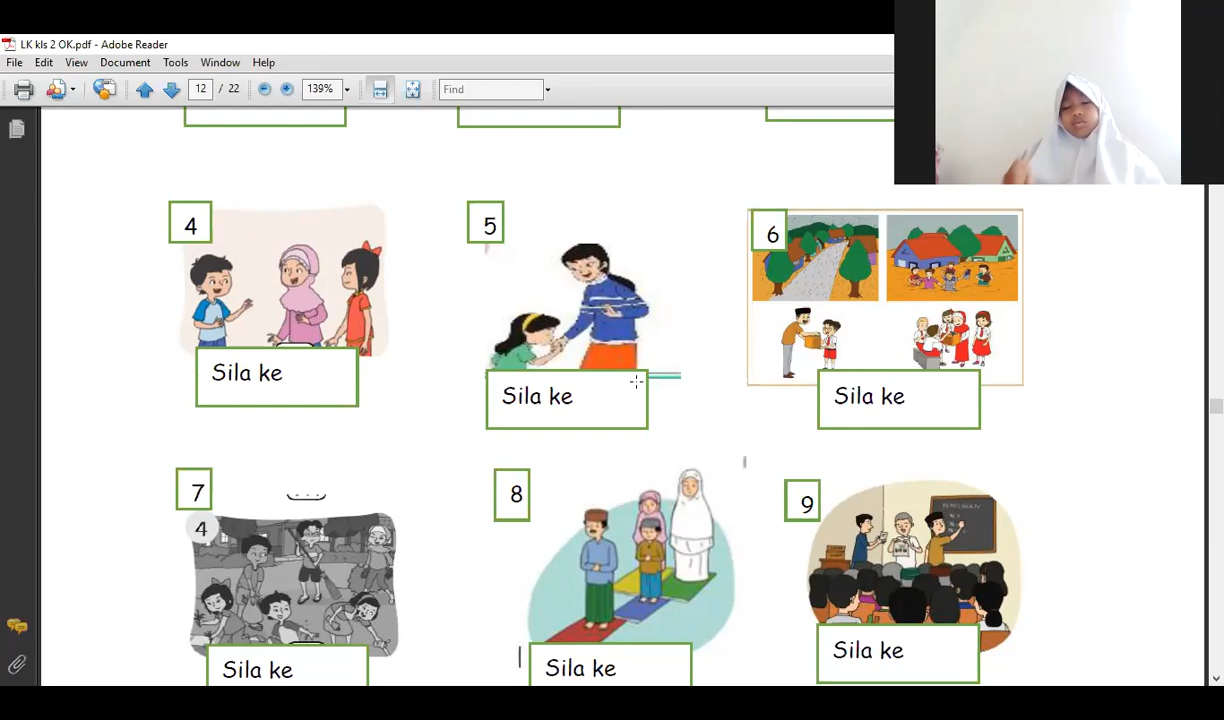 LK kls 2 OK.pdf - Adobe Reader
File Edit View Document Tools Window Help
12 / 22 139% Find
4
5
6
Sila ke
Sila ke
Sila ke
7
8
9
4
Sila ke
Sila ke
Sila ke